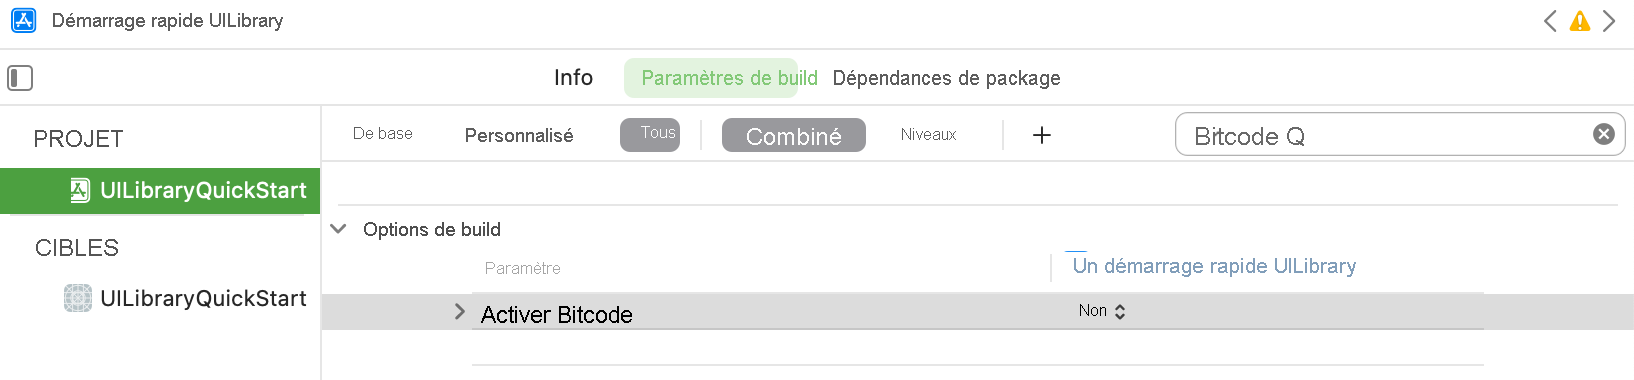 Démarrage rapide UILibrary
Info Paramètres de build Dépendances de package
PROJET
De base Personnalisé Tous Combiné Niveaux + Bitcode Q
UILibraryQuickStart
Options de build
CIBLES
Paramètre Un démarrage rapide UILibrary
UILibraryQuickStart
Activer Bitcode Non